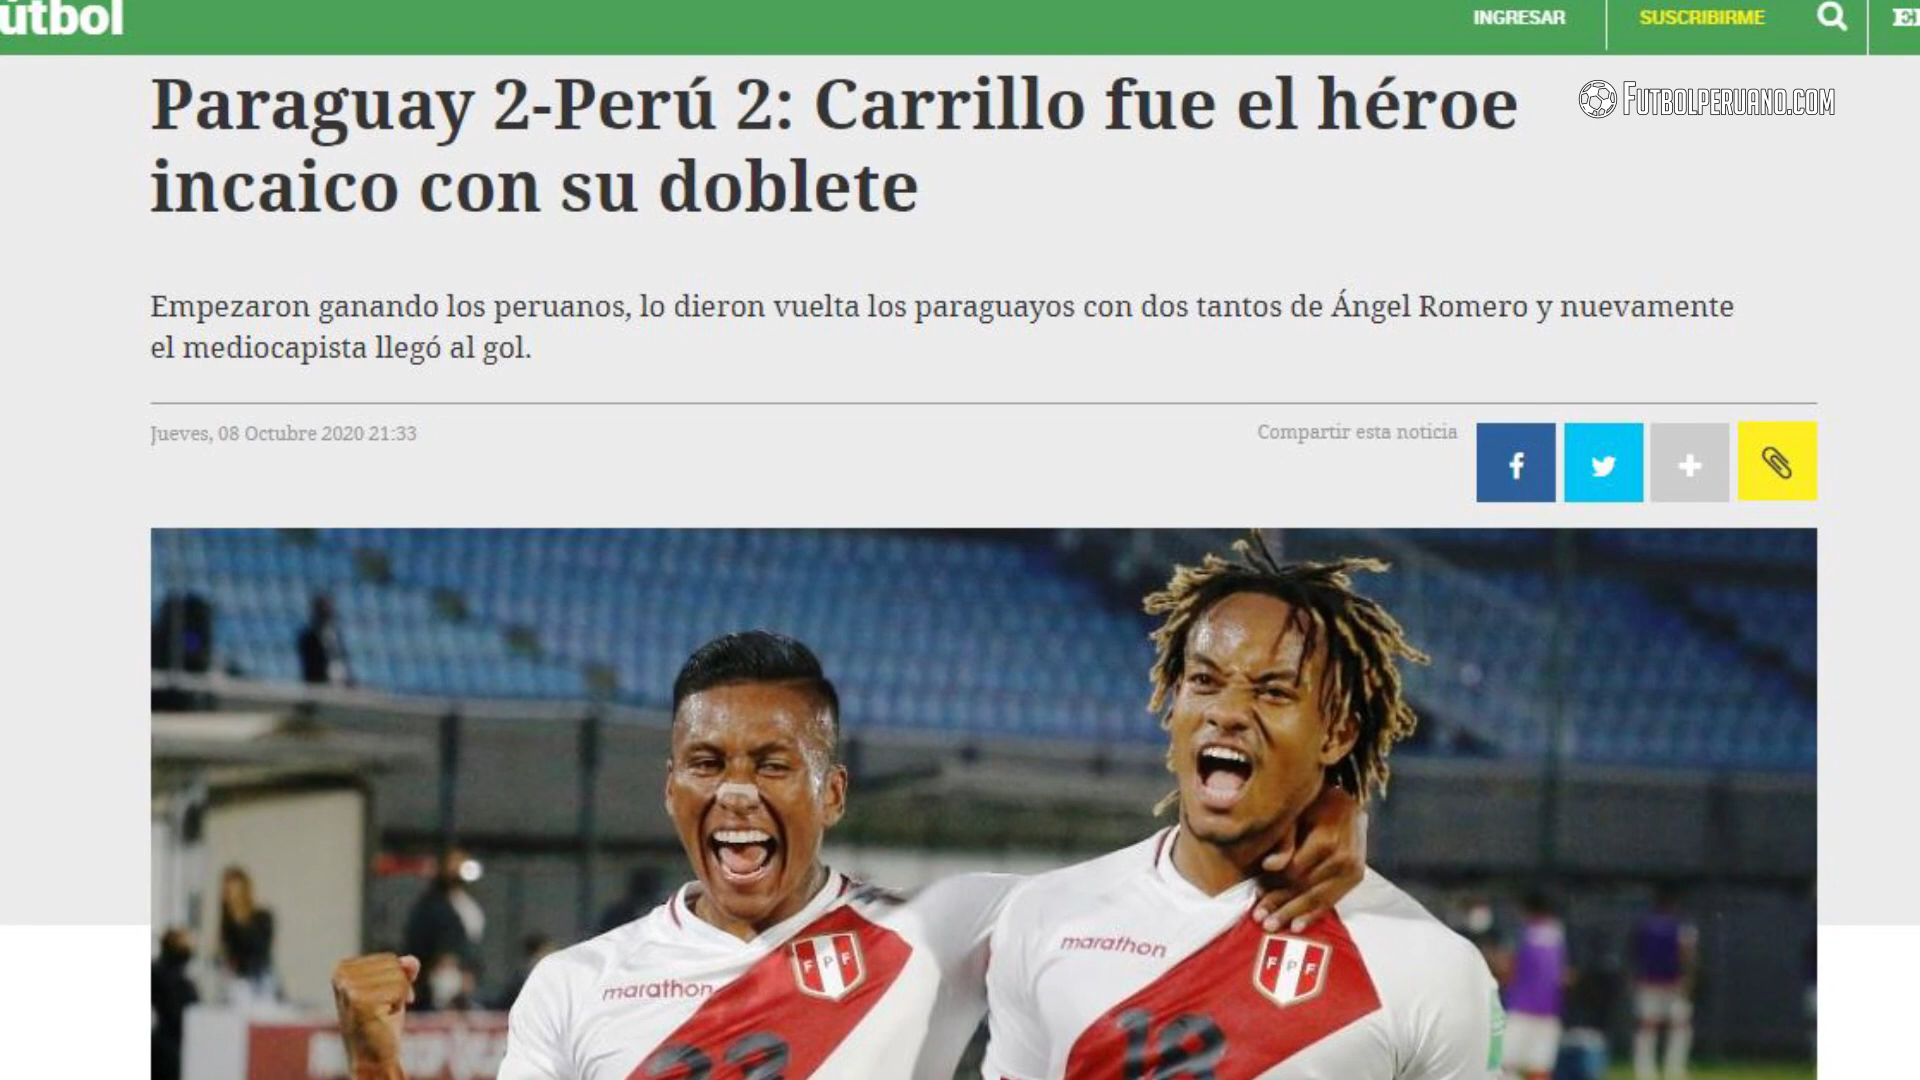 útbol
INGRESAR
SUSCRIBIRME
FUTBOLPERUANO.COM
Paraguay 2-Perú 2: Carrillo fue el héroe
incaico con su doblete
Empezaron ganando los peruanos, lo dieron vuelta los paraguayos con dos tantos de Ángel Romero y nuevamente
el mediocapista llegó al gol.
Jueves, 08 Octubre 2020 21:33
Compartir esta noticia
marathon
FPF
marathon
FPF
18